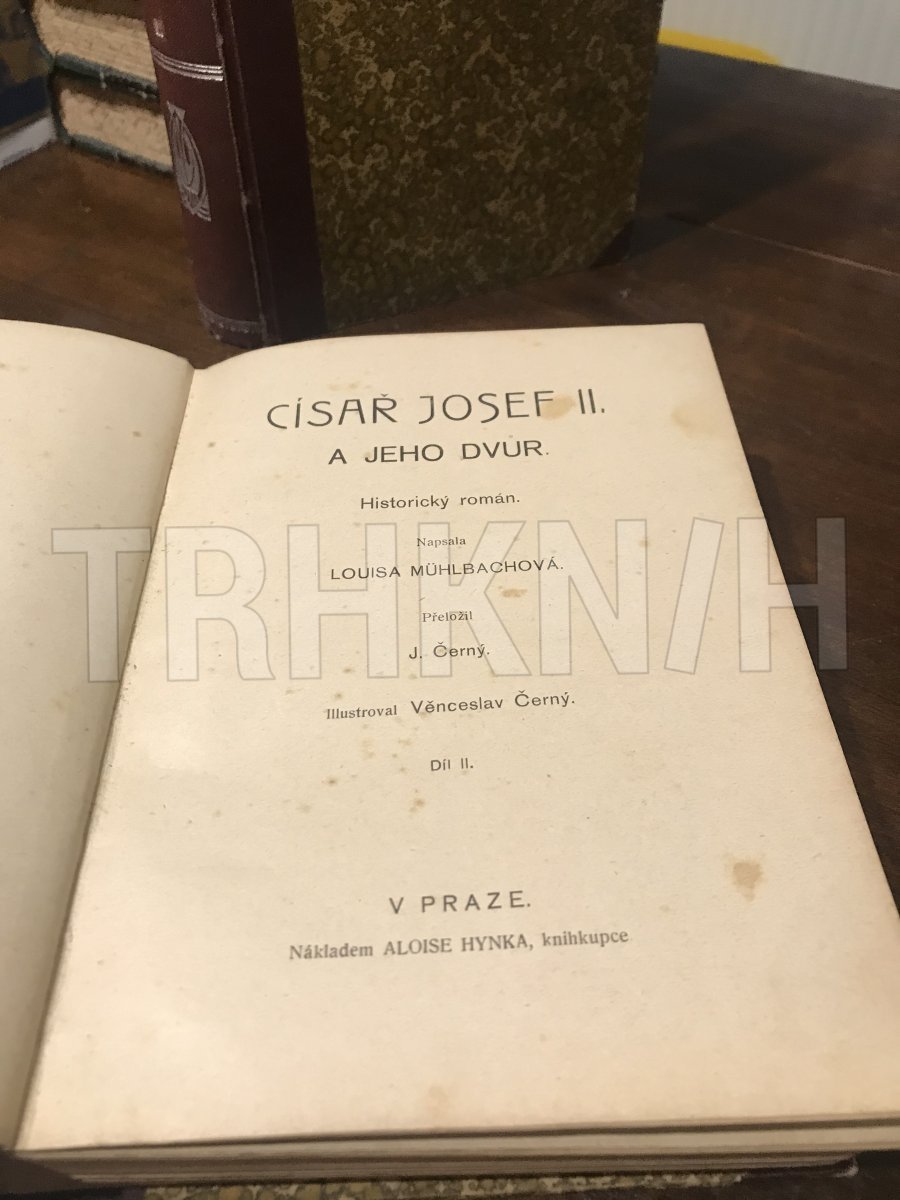 CÍSAŘ JOSEF II.
A JEHO DVŮR.
Historický román.
Napsala
LOUISA MÜHLBACHOVÁ.
Přeložil
J. Černý.
Illustroval Věnceslav Černý.
Díl II.
V PRAZE.
Nákladem ALOISE HYNKA, knihkupce
TRHKNIH